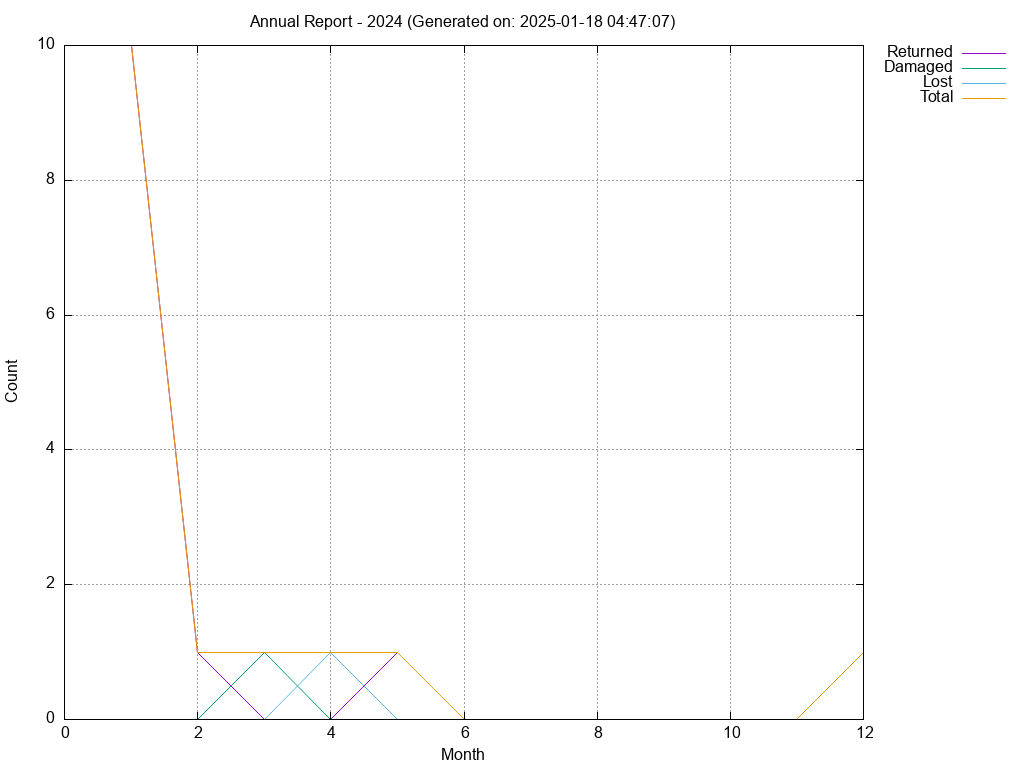 Annual Report - 2024 (Generated on: 2025-01-18 04:47:07)
Returned
Damaged
Lost
Total
10
8
6
4
2
0
Count
0 2 4 6 8 10 12
Month